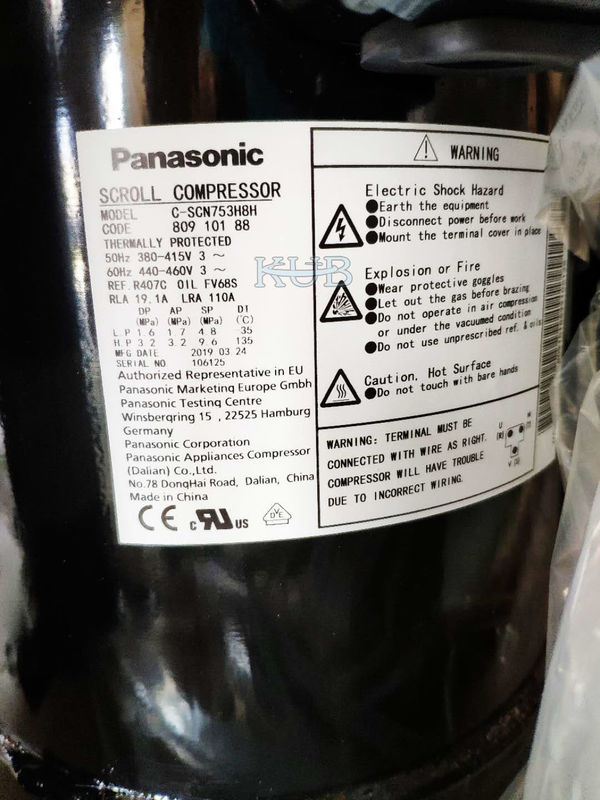 Panasonic
SCROLL COMPRESSOR
MODEL C-SCN753H8H
CODE 809 101 88
THERMALLY PROTECTED
50Hz 380-415V 3 ~
60Hz 440-460V 3 ~
REF. R407C OIL FV68S
RLA 19.1A LRA 110A
DP AP SP DT
(MPa) (MPa) (MPa) (℃)
L.P 1.6 1.7 4.8 -35
H.P 3.2 3.2 9.6 135
MFG DATE 2019 03 24
SERIAL NO 106125
Authorized Representative in EU
Panasonic Marketing Europe Gmbh
Panasonic Testing Centre
Winsbergring 15 , 22525 Hamburg
Germany
Panasonic Corporation
Panasonic Appliances Compressor
(Dalian) Co.,Ltd.
No.78 DongHai Road, Dalian, China
Made in China
CE c RU US VDE
KUB
WARNING
Electric Shock Hazard
●Earth the equipment
●Disconnect power before work
●Mount the terminal cover in place
Explosion or Fire
●Wear protective goggles
●Let out the gas before brazing
●Do not operate in air compression
or under the vacuumed condition
●Do not use unprescribed ref. & oils
Caution. Hot Surface
●Do not touch with bare hands
WARNING: TERMINAL MUST BE
CONNECTED WITH WIRE AS RIGHT.
COMPRESSOR WILL HAVE TROUBLE
DUE TO INCORRECT WIRING.
U W
(R) (T)
V (S)